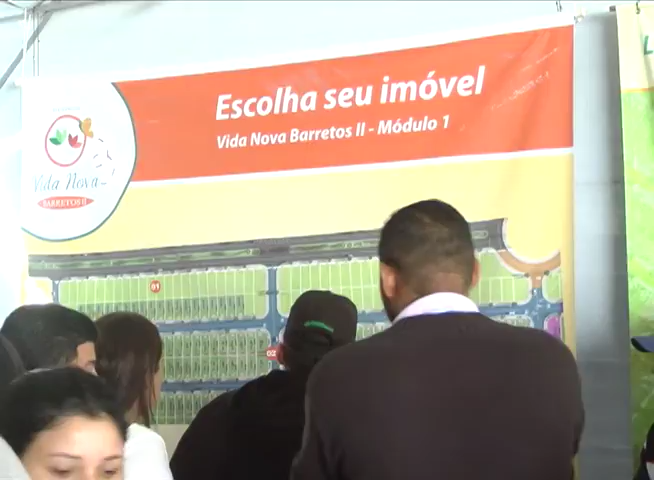 Escolha seu imóvel
Vida Nova Barretos II - Módulo 1
Vida Nova
BARRETOS II
01
02